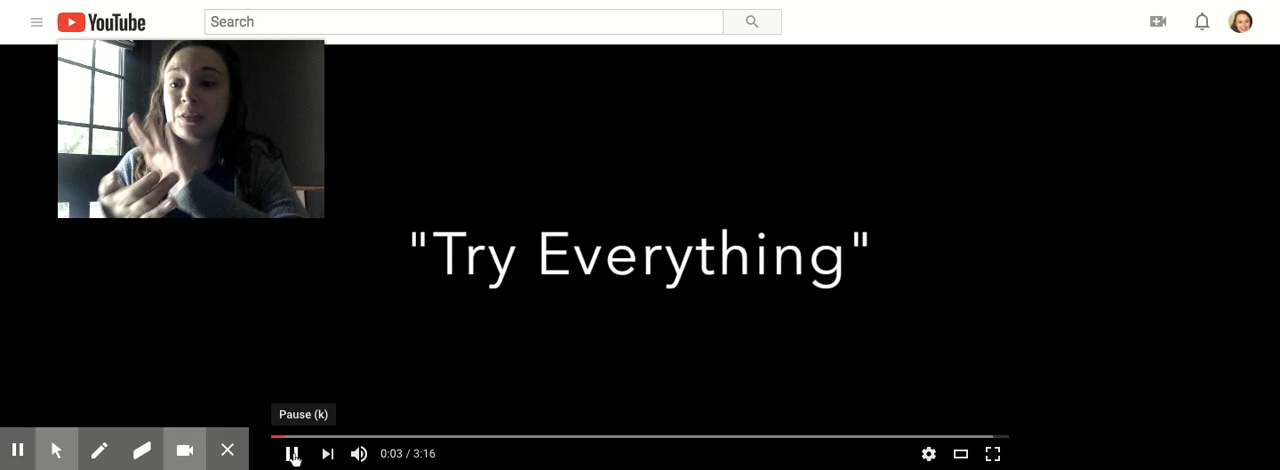 YouTube
Search
"Try Everything"
Pause (k)
0:03 / 3:16